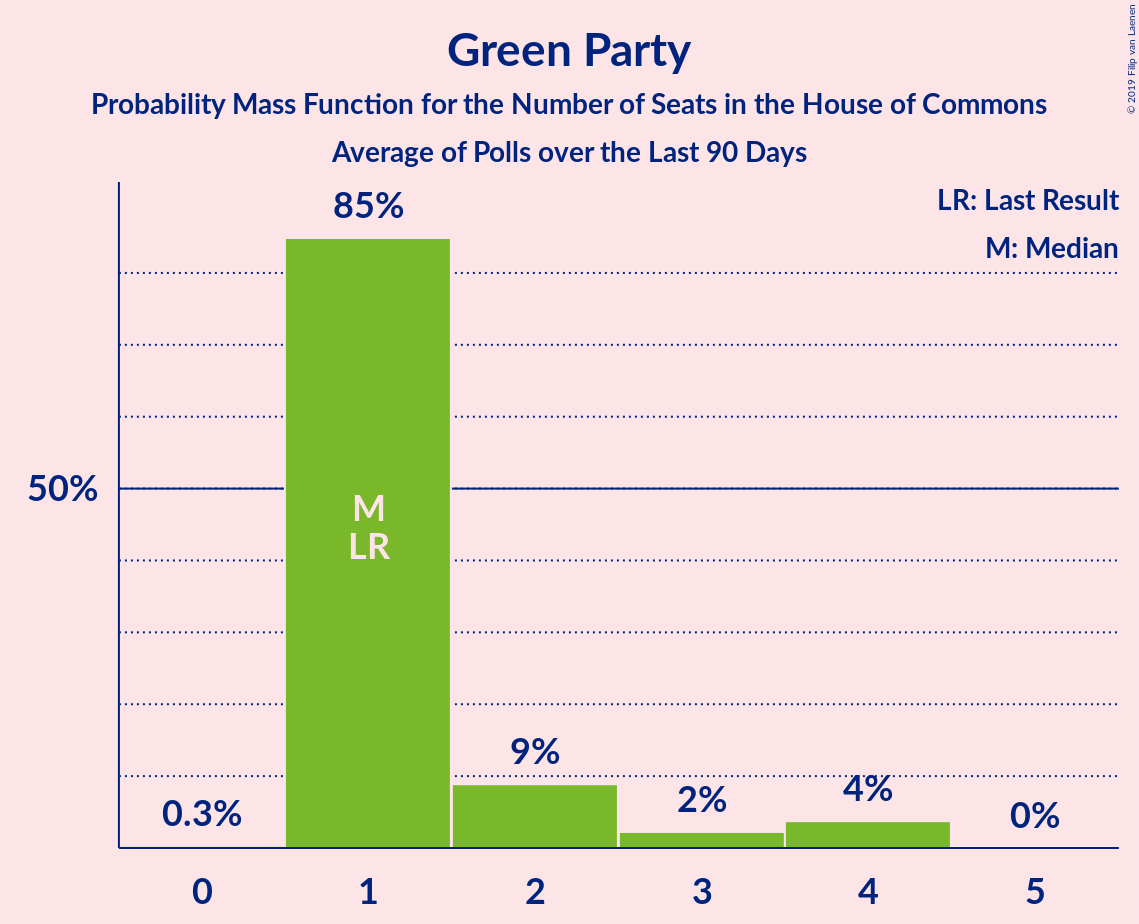 Green Party
Probability Mass Function for the Number of Seats in the House of Commons
Average of Polls over the Last 90 Days
© 2019 Filip van Laenen
LR: Last Result
M: Median
85%
50%
M
LR
9%
4%
2%
0.3%
0%
0 1 2 3 4 5